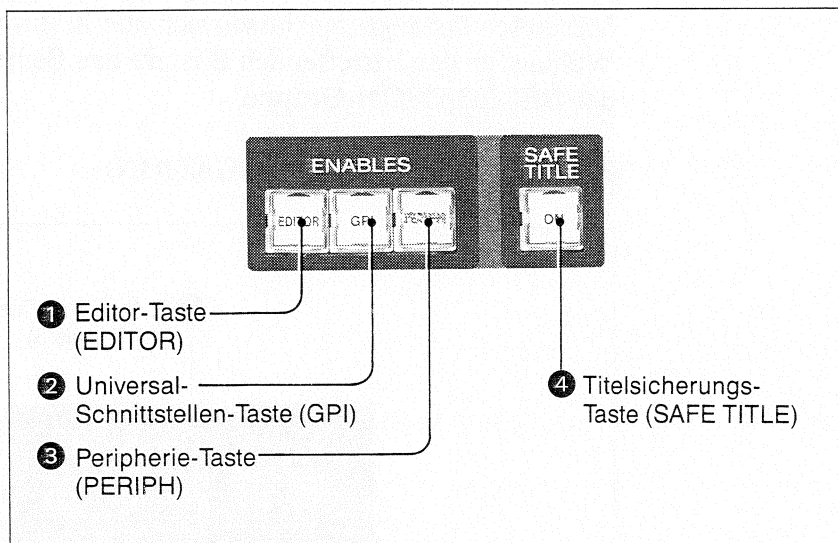 ENABLES
SAFE
TITLE
EDITOR
GPI
ON
❶ Editor-Taste
(EDITOR)
❷ Universal-
Schnittstellen-Taste (GPI)
❸ Peripherie-Taste
(PERIPH)
❹ Titelsicherungs-
Taste (SAFE TITLE)